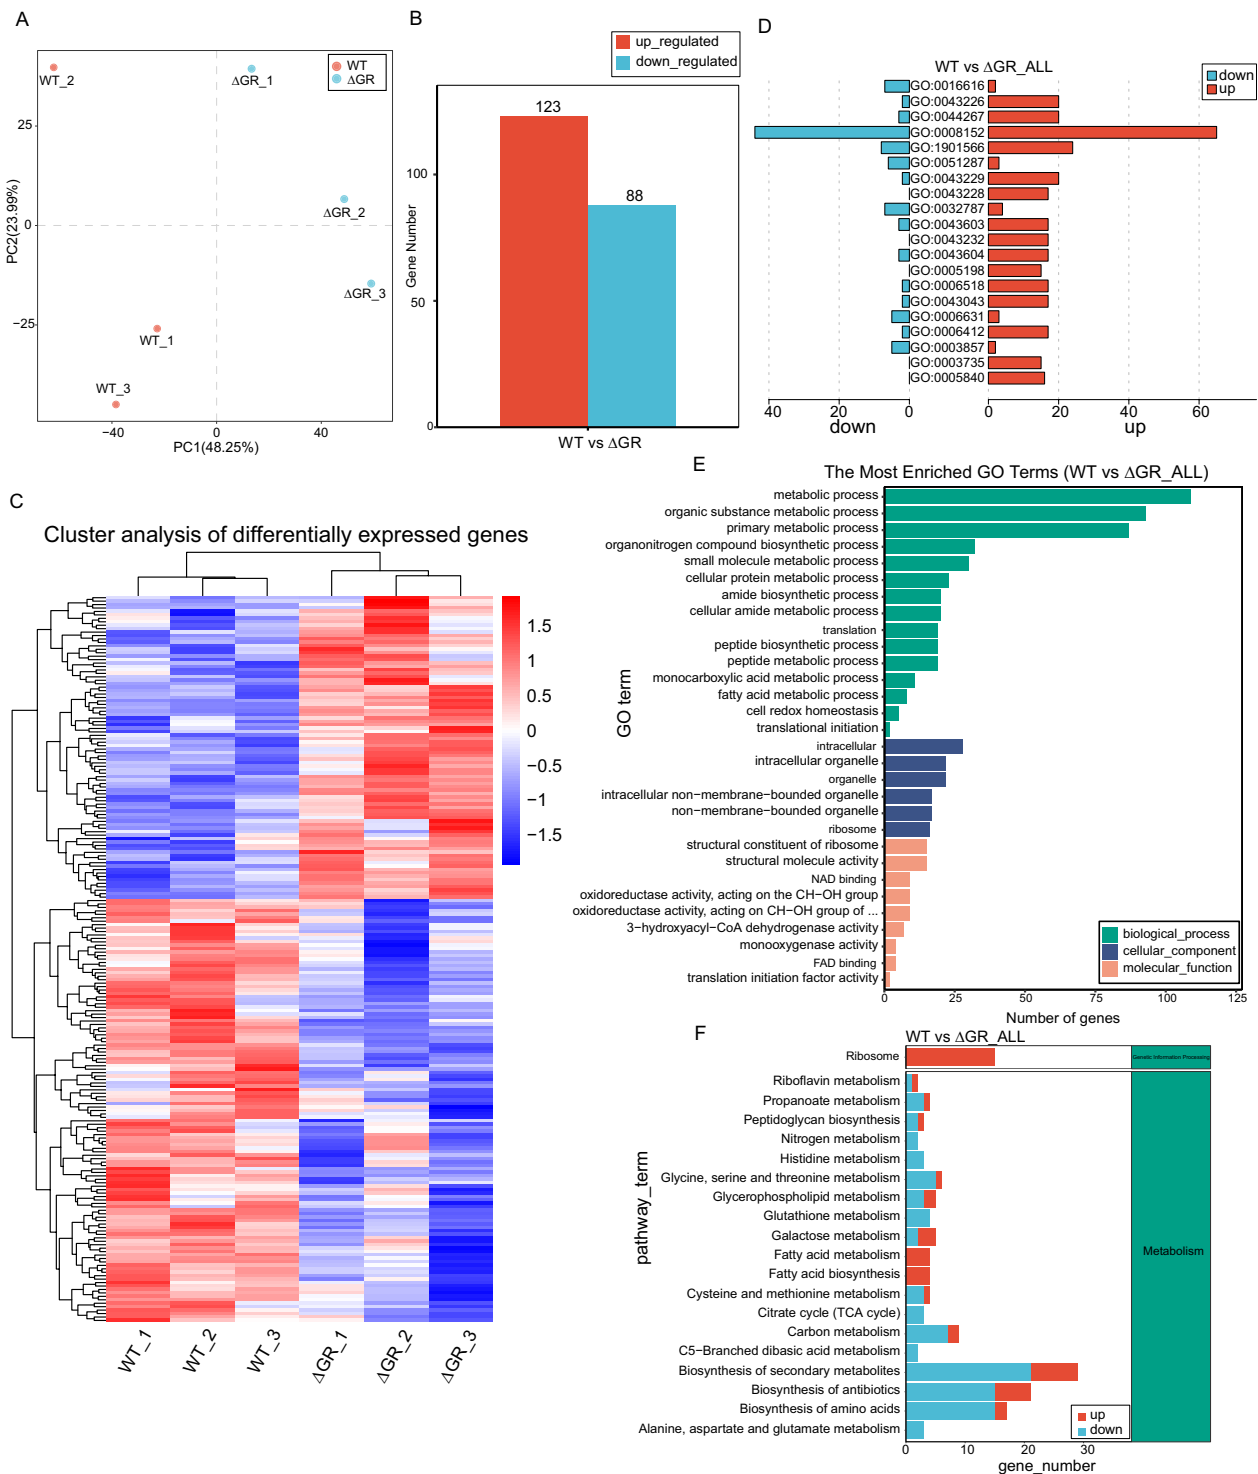 A
WT_2
ΔGR_1
WT
ΔGR
ΔGR_2
ΔGR_3
WT_1
WT_3
25
0
−25
−40
0
40
PC2(23.99%)
PC1(48.25%)
B
up_regulated
down_regulated
123
88
100
50
0
Gene Number
WT vs ΔGR
D
WT vs ΔGR_ALL
down
up
GO:0016616
GO:0043226
GO:0044267
GO:0008152
GO:1901566
GO:0051287
GO:0043229
GO:0043228
GO:0032787
GO:0043603
GO:0043232
GO:0043604
GO:0005198
GO:0006518
GO:0043043
GO:0006631
GO:0006412
GO:0003857
GO:0003735
GO:0005840
40 20 0 0 20 40 60
down up
C
Cluster analysis of differentially expressed genes
1.5
1
0.5
0
−0.5
−1
−1.5
WT_1
WT_2
WT_3
ΔGR_1
ΔGR_2
ΔGR_3
E
The Most Enriched GO Terms (WT vs ΔGR_ALL)
GO term
metabolic process
organic substance metabolic process
primary metabolic process
organonitrogen compound biosynthetic process
small molecule metabolic process
cellular protein metabolic process
amide biosynthetic process
cellular amide metabolic process
translation
peptide biosynthetic process
peptide metabolic process
monocarboxylic acid metabolic process
fatty acid metabolic process
cell redox homeostasis
translational initiation
intracellular
intracellular organelle
organelle
intracellular non−membrane−bounded organelle
non−membrane−bounded organelle
ribosome
structural constituent of ribosome
structural molecule activity
NAD binding
oxidoreductase activity, acting on the CH−OH group
oxidoreductase activity, acting on CH−OH group of ...
3−hydroxyacyl−CoA dehydrogenase activity
monooxygenase activity
FAD binding
translation initiation factor activity
biological_process
cellular_component
molecular_function
0 25 50 75 100 125
Number of genes
F
WT vs ΔGR_ALL
pathway_term
Ribosome
Genetic Information Processing
Riboflavin metabolism
Propanoate metabolism
Peptidoglycan biosynthesis
Nitrogen metabolism
Histidine metabolism
Glycine, serine and threonine metabolism
Glycerophospholipid metabolism
Glutathione metabolism
Galactose metabolism
Fatty acid metabolism
Fatty acid biosynthesis
Cysteine and methionine metabolism
Citrate cycle (TCA cycle)
Carbon metabolism
C5−Branched dibasic acid metabolism
Biosynthesis of secondary metabolites
Biosynthesis of antibiotics
Biosynthesis of amino acids
Alanine, aspartate and glutamate metabolism
Metabolism
up
down
0 10 20 30
gene_number